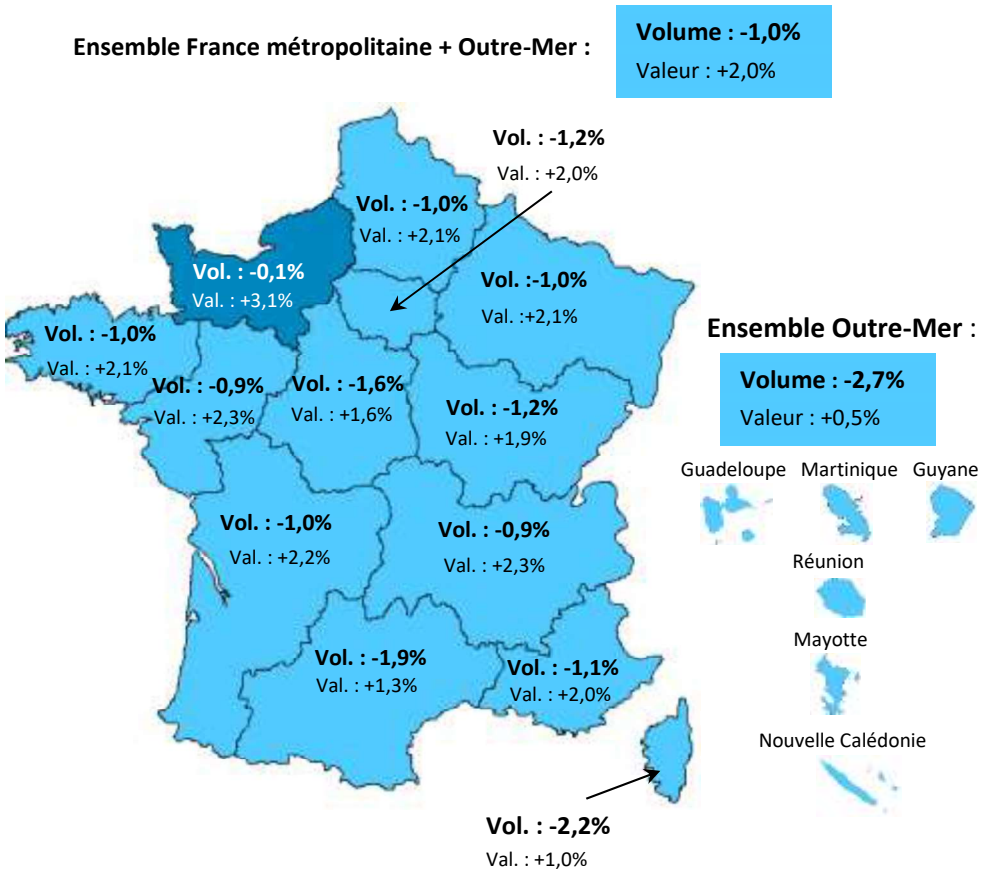 Ensemble France métropolitaine + Outre-Mer :
Volume : -1,0%
Valeur : +2,0%
Vol. : -1,2%
Val. : +2,0%
Vol. : -1,0%
Val. : +2,1%
Vol. : -0,1%
Val. : +3,1%
Vol. :-1,0%
Val. :+2,1%
Vol. : -1,0%
Val. : +2,1%
Vol. : -0,9%
Val. : +2,3%
Vol. : -1,6%
Val. : +1,6%
Vol. : -1,2%
Val. : +1,9%
Ensemble Outre-Mer :
Volume : -2,7%
Valeur : +0,5%
Guadeloupe Martinique Guyane
Réunion
Mayotte
Nouvelle Calédonie
Vol. : -1,0%
Val. : +2,2%
Vol. : -0,9%
Val. : +2,3%
Vol. : -1,9%
Val. : +1,3%
Vol. : -1,1%
Val. : +2,0%
Vol. : -2,2%
Val. : +1,0%